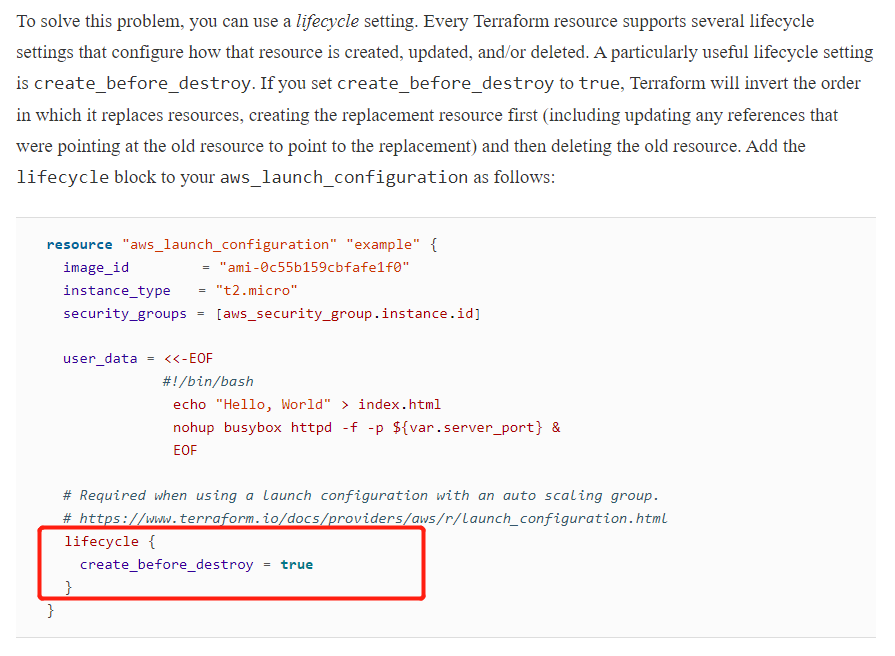 To solve this problem, you can use a lifecycle setting. Every Terraform resource supports several lifecycle
settings that configure how that resource is created, updated, and/or deleted. A particularly useful lifecycle setting
is create_before_destroy. If you set create_before_destroy to true, Terraform will invert the order
in which it replaces resources, creating the replacement resource first (including updating any references that
were pointing at the old resource to point to the replacement) and then deleting the old resource. Add the
lifecycle block to your aws_launch_configuration as follows:
resource "aws_launch_configuration" "example" {
  image_id         = "ami-0c55b159cbfafe1f0"
  instance_type   = "t2.micro"
  security_groups = [aws_security_group.instance.id]
  user_data = <<-EOF
              #!/bin/bash
              echo "Hello, World" > index.html
              nohup busybox httpd -f -p ${var.server_port} &
              EOF
  # Required when using a launch configuration with an auto scaling group.
  # https://www.terraform.io/docs/providers/aws/r/launch_configuration.html
  lifecycle {
    create_before_destroy = true
  }
}